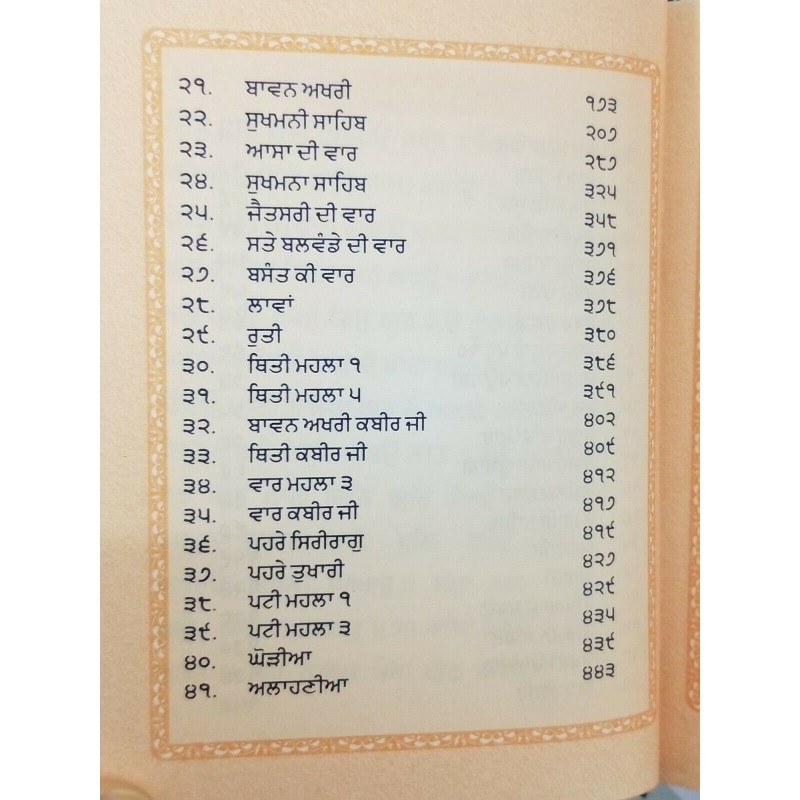 ੨੧. ਬਾਵਨ ਅਖਰੀ ੧੭੩
੨੨. ਸੁਖਮਨੀ ਸਾਹਿਬ ੨੦੭
੨੩. ਆਸਾ ਦੀ ਵਾਰ ੨੮੭
੨੪. ਸੁਖਮਨਾ ਸਾਹਿਬ ੩੨੫
੨੫. ਜੈਤਸਰੀ ਦੀ ਵਾਰ ੩੫੮
੨੬. ਸਤੇ ਬਲਵੰਡੇ ਦੀ ਵਾਰ ੩੭੧
੨੭. ਬਸੰਤ ਕੀ ਵਾਰ ੩੭੬
੨੮. ਲਾਵਾਂ ੩੭੮
੨੯. ਰੁਤੀ ੩੮੦
੩੦. ਥਿਤੀ ਮਹਲਾ ੧ ੩੮੬
੩੧. ਥਿਤੀ ਮਹਲਾ ੫ ੩੯੧
੩੨. ਬਾਵਨ ਅਖਰੀ ਕਬੀਰ ਜੀ ੪੦੨
੩੩. ਥਿਤੀ ਕਬੀਰ ਜੀ ੪੦੯
੩੪. ਵਾਰ ਮਹਲਾ ੩ ੪੧੨
੩੫. ਵਾਰ ਕਬੀਰ ਜੀ ੪੧੭
੩੬. ਪਹਰੇ ਸਿਰੀਰਾਗੁ ੪੧੯
੩੭. ਪਹਰੇ ਤੁਖਾਰੀ ੪੨੭
੩੮. ਪਟੀ ਮਹਲਾ ੧ ੪੨੯
੩੯. ਪਟੀ ਮਹਲਾ ੩ ੪੩੫
੪੦. ਘੋੜੀਆ ੪੩੯
੪੧. ਅਲਾਹਣੀਆ ੪੪੩